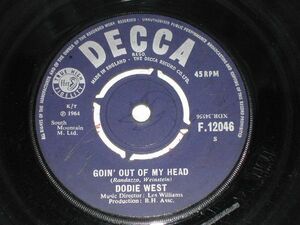 DECCA
REGD.
MADE IN ENGLAND · THE DECCA RECORD CO. LTD.
45 RPM
K/T
℗ 1964
South
Mountain
M. Ltd.
F.12046
S
GOIN' OUT OF MY HEAD
(Randazzo, Weinstein)
DODIE WEST
Music Director: Les Williams
Production: B.H. Assc.